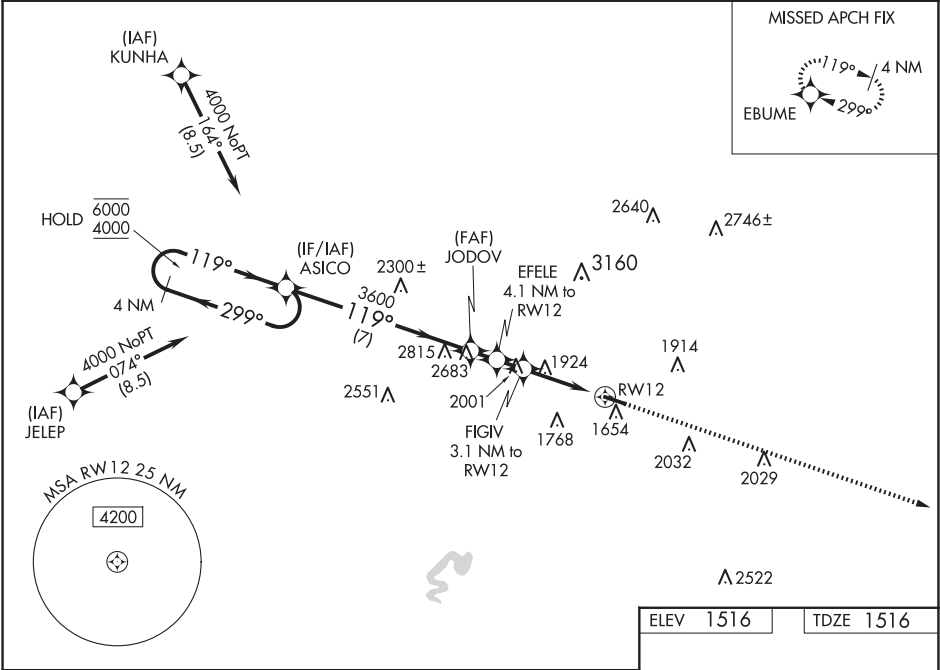 MISSED APCH FIX
119°
4 NM
EBUME
299°
(IAF)
KUNHA
4000 NoPT
164°
(8.5)
HOLD
6000
4000
119°
4 NM
299°
(IF/IAF)
ASICO
2300±
3600
119°
(7)
(FAF)
JODOV
EFELE
4.1 NM to
RW12
2640
2746±
3160
2815
2683
2001
1924
1914
2551
FIGIV
3.1 NM to
RW12
1768
RW12
1654
2032
2029
2522
4000 NoPT
074°
(8.5)
(IAF)
JELEP
MSA RW12 25 NM
4200
ELEV 1516
TDZE 1516